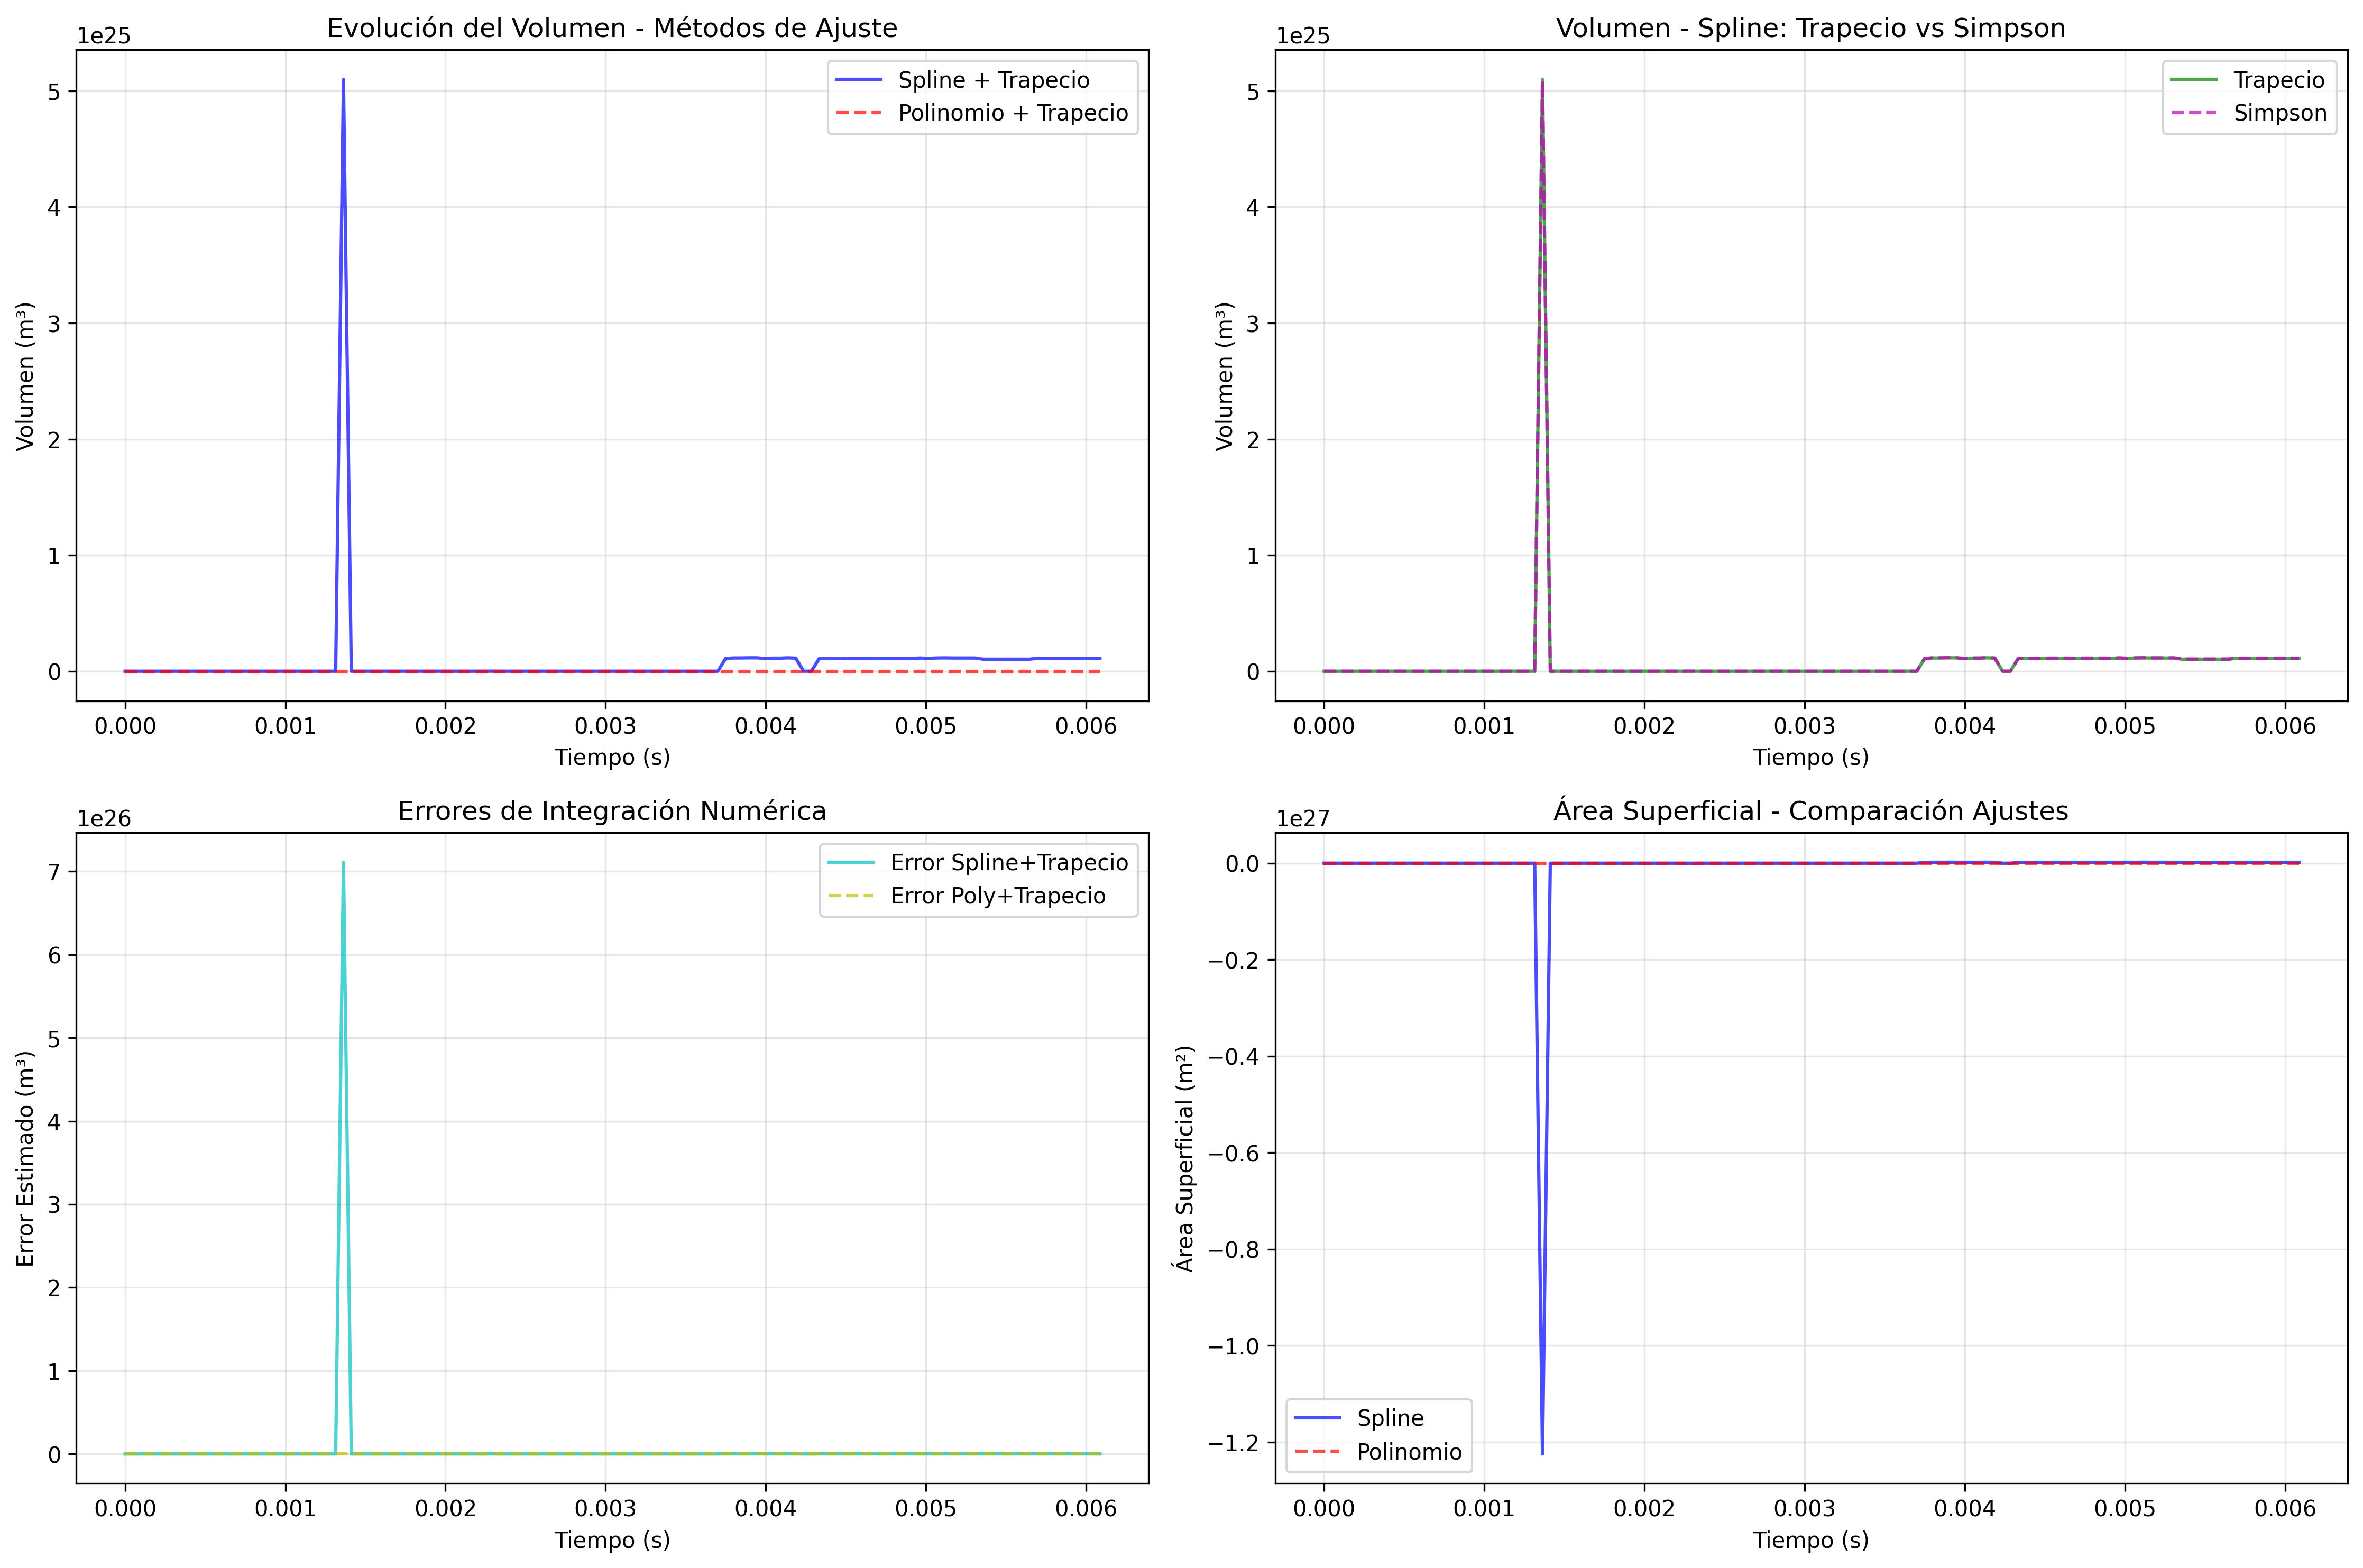 Evolución del Volumen - Métodos de Ajuste
1e25
Spline + Trapecio
Polinomio + Trapecio
5
4
3
2
1
0
Volumen (m³)
0.000 0.001 0.002 0.003 0.004 0.005 0.006
Tiempo (s)
Volumen - Spline: Trapecio vs Simpson
1e25
Trapecio
Simpson
5
4
3
2
1
0
Volumen (m³)
0.000 0.001 0.002 0.003 0.004 0.005 0.006
Tiempo (s)
Errores de Integración Numérica
1e26
Error Spline+Trapecio
Error Poly+Trapecio
7
6
5
4
3
2
1
0
Error Estimado (m³)
0.000 0.001 0.002 0.003 0.004 0.005 0.006
Tiempo (s)
Área Superficial - Comparación Ajustes
1e27
0.0
−0.2
−0.4
−0.6
−0.8
−1.0
−1.2
Área Superficial (m²)
Spline
Polinomio
0.000 0.001 0.002 0.003 0.004 0.005 0.006
Tiempo (s)